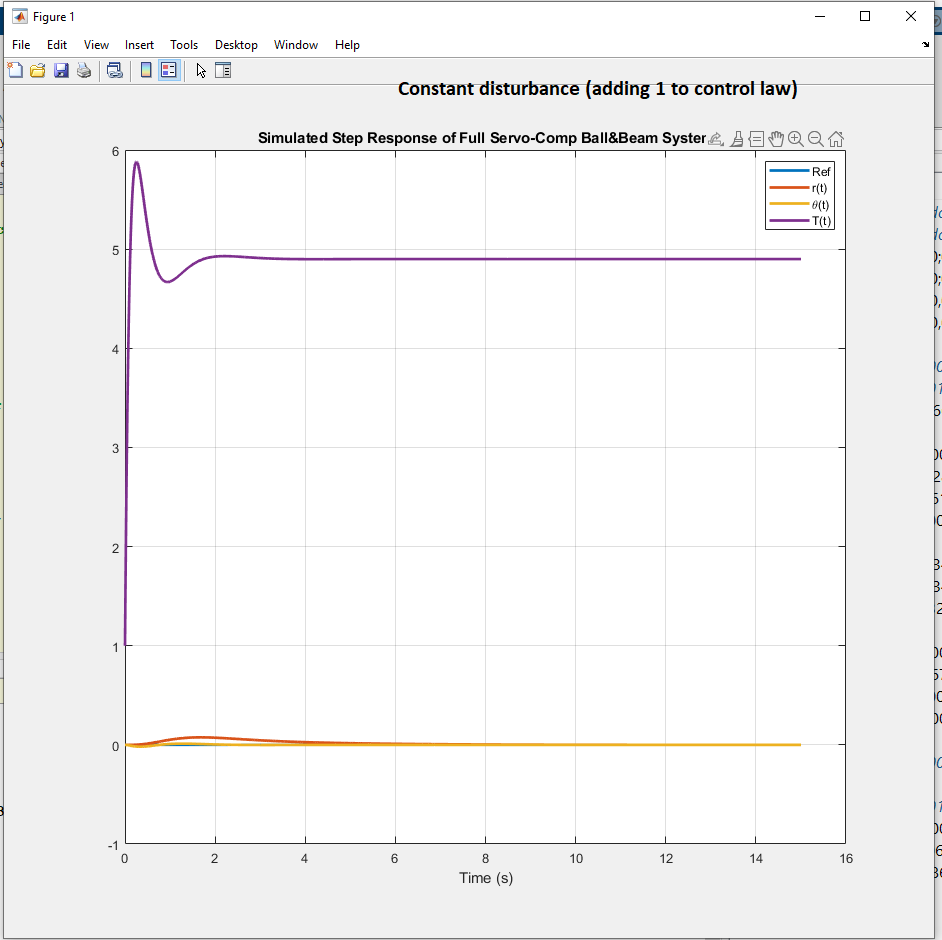 Figure 1
File Edit View Insert Tools Desktop Window Help
Constant disturbance (adding 1 to control law)
Simulated Step Response of Full Servo-Comp Ball&Beam Syster
6
5
4
3
2
1
0
-1
Ref
r(t)
θ(t)
T(t)
0 2 4 6 8 10 12 14 16
Time (s)